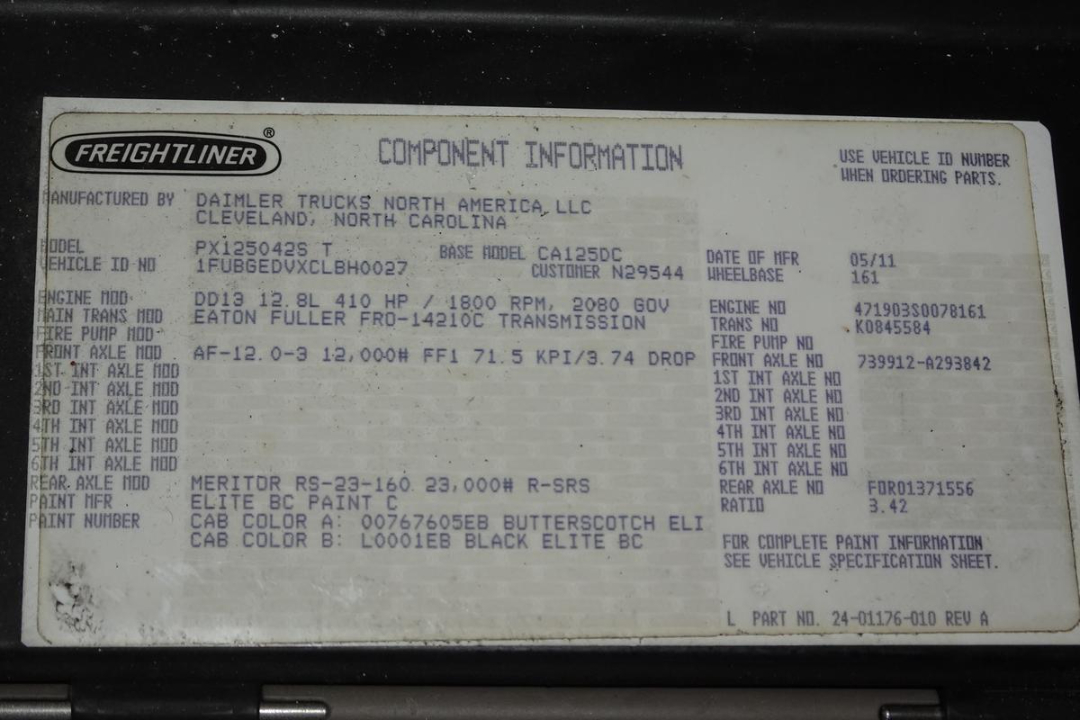 FREIGHTLINER ®
COMPONENT INFORMATION
USE VEHICLE ID NUMBER
WHEN ORDERING PARTS.
MANUFACTURED BY DAIMLER TRUCKS NORTH AMERICA, LLC
CLEVELAND, NORTH CAROLINA
MODEL PX125042S T BASE MODEL CA125DC DATE OF MFR 05/11
VEHICLE ID NO 1FUBGEDVXCLBH0027 CUSTOMER N29544 WHEELBASE 161
ENGINE MOD DD13 12.8L 410 HP / 1800 RPM, 2080 GOV ENGINE NO 471903S0078161
MAIN TRANS MOD EATON FULLER FRO-14210C TRANSMISSION TRANS NO K0845584
FIRE PUMP MOD FIRE PUMP NO
FRONT AXLE MOD AF-12.0-3 12,000# FF1 71.5 KPI/3.74 DROP FRONT AXLE NO 739912-A293842
1ST INT AXLE MOD 1ST INT AXLE NO
2ND INT AXLE MOD 2ND INT AXLE NO
3RD INT AXLE MOD 3RD INT AXLE NO
4TH INT AXLE MOD 4TH INT AXLE NO
5TH INT AXLE MOD 5TH INT AXLE NO
6TH INT AXLE MOD 6TH INT AXLE NO
REAR AXLE MOD MERITOR RS-23-160 23,000# R-SRS REAR AXLE NO FOR01371556
PAINT MFR ELITE BC PAINT C RATIO 3.42
PAINT NUMBER CAB COLOR A: 00767605EB BUTTERSCOTCH ELI
CAB COLOR B: L0001EB BLACK ELITE BC
FOR COMPLETE PAINT INFORMATION
SEE VEHICLE SPECIFICATION SHEET.
L PART NO. 24-01176-010 REV A